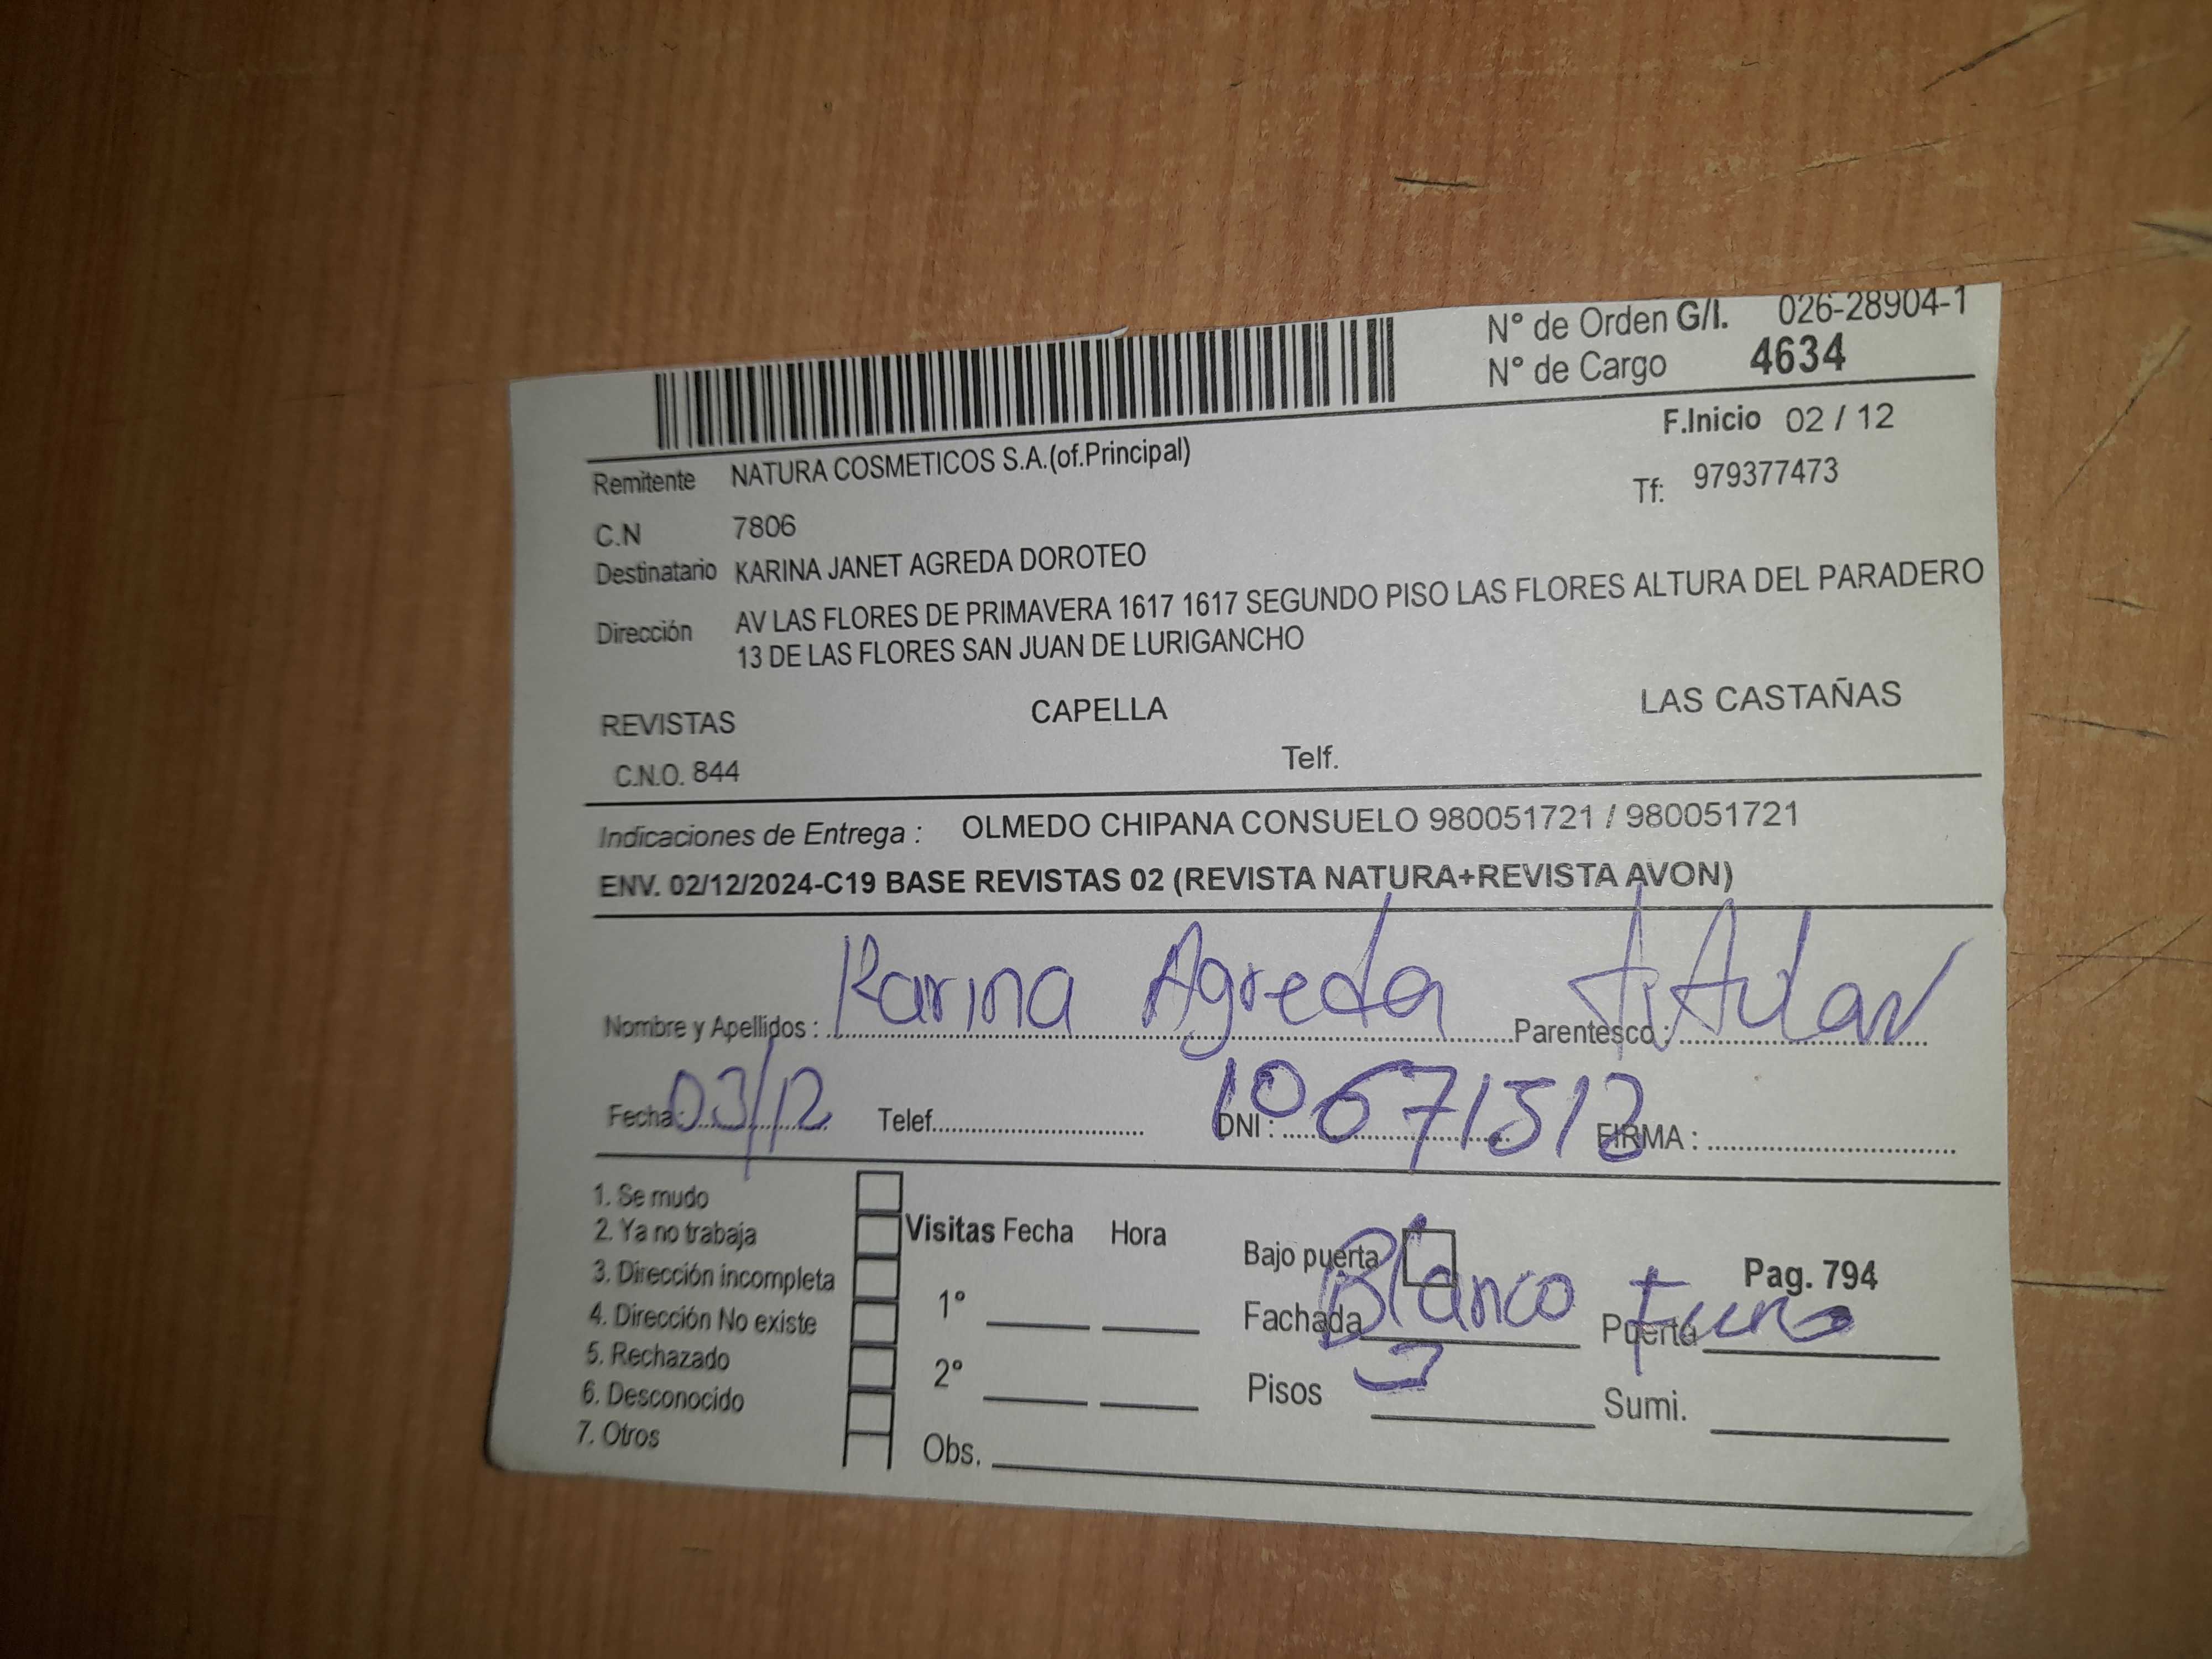 N° de Orden G/I. 026-28904-1
N° de Cargo 4634
F.Inicio 02 / 12
Remitente NATURA COSMETICOS S.A.(of.Principal)
Tf: 979377473
C.N 7806
Destinatario KARINA JANET AGREDA DOROTEO
Dirección AV LAS FLORES DE PRIMAVERA 1617 1617 SEGUNDO PISO LAS FLORES ALTURA DEL PARADERO
13 DE LAS FLORES SAN JUAN DE LURIGANCHO
REVISTAS CAPELLA LAS CASTAÑAS
C.N.O. 844 Telf.
Indicaciones de Entrega : OLMEDO CHIPANA CONSUELO 980051721 / 980051721
ENV. 02/12/2024-C19 BASE REVISTAS 02 (REVISTA NATURA+REVISTA AVON)
Nombre y Apellidos : Karina Agreda Parentesco : titular
Fecha : 03/12 Telef. DNI : 10671512 FIRMA :
1. Se mudo
2. Ya no trabaja
3. Dirección incompleta
4. Dirección No existe
5. Rechazado
6. Desconocido
7. Otros
Visitas Fecha Hora
1°
2°
Obs.
Bajo puerta Pag. 794
Fachada Blanco Puerta
Pisos Sumi.